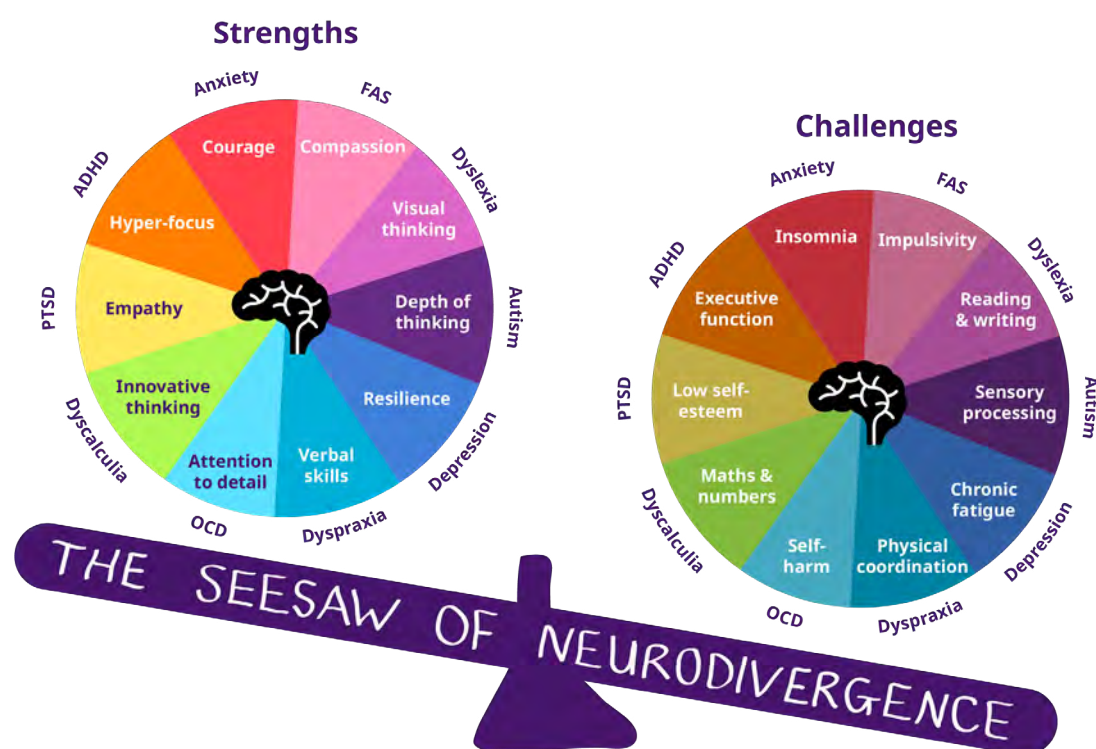 Strengths
Anxiety
FAS
Dyslexia
Autism
Depression
Dyspraxia
OCD
Dyscalculia
PTSD
ADHD
Courage
Compassion
Visual
thinking
Depth of
thinking
Resilience
Verbal
skills
Attention
to detail
Innovative
thinking
Empathy
Hyper-focus
Challenges
Anxiety
FAS
Dyslexia
Autism
Depression
Dyspraxia
OCD
Dyscalculia
PTSD
ADHD
Insomnia
Impulsivity
Reading
& writing
Sensory
processing
Chronic
fatigue
Physical
coordination
Self-
harm
Maths &
numbers
Low self-
esteem
Executive
function
THE SEESAW OF NEURODIVERGENCE